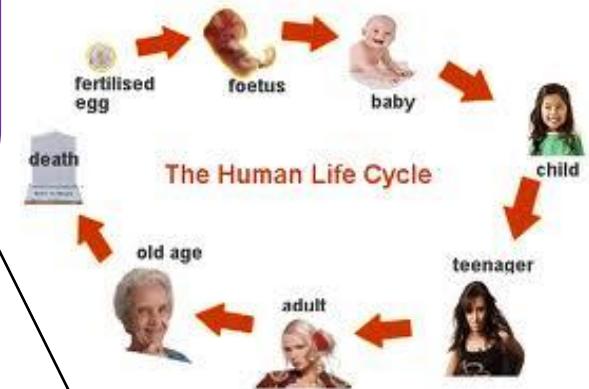 fertilised
egg
foetus
baby
child
death
The Human Life Cycle
old age
teenager
adult